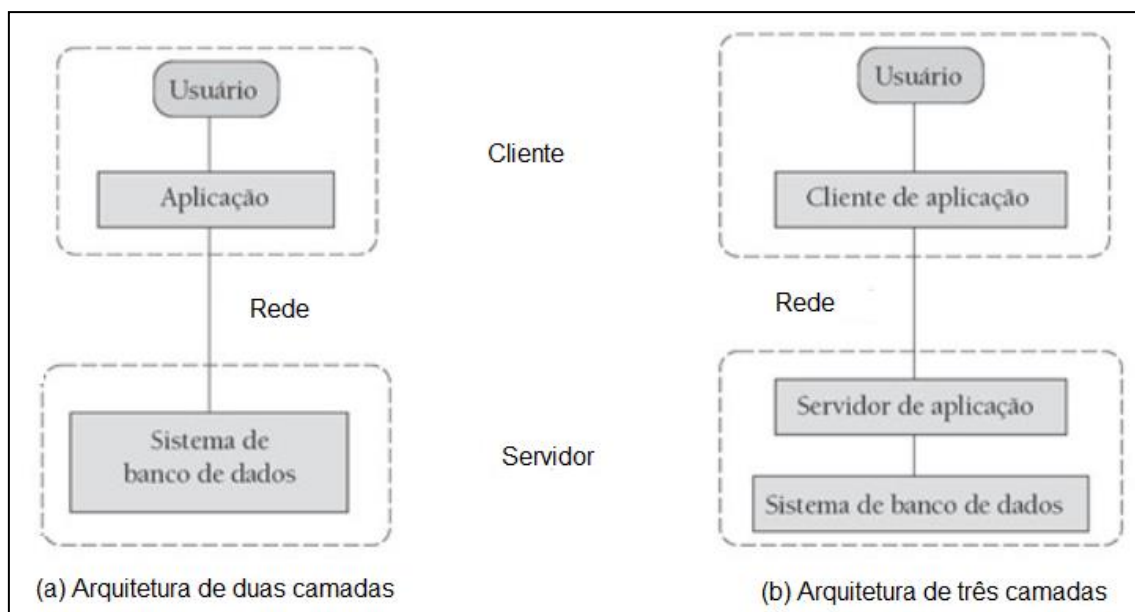 Usuário
Aplicação
Rede
Sistema de
banco de dados
(a) Arquitetura de duas camadas
Cliente
Servidor
Usuário
Cliente de aplicação
Rede
Servidor de aplicação
Sistema de banco de dados
(b) Arquitetura de três camadas